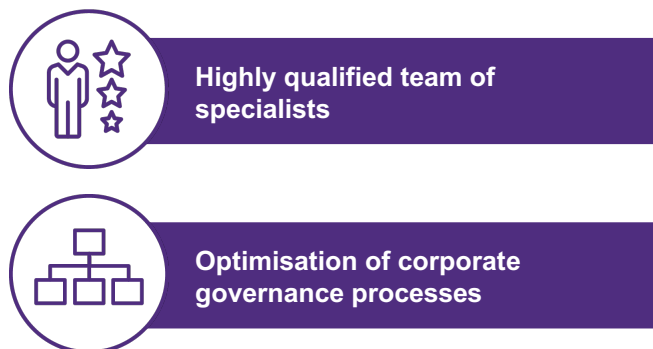 Highly qualified team of
specialists
Optimisation of corporate
governance processes